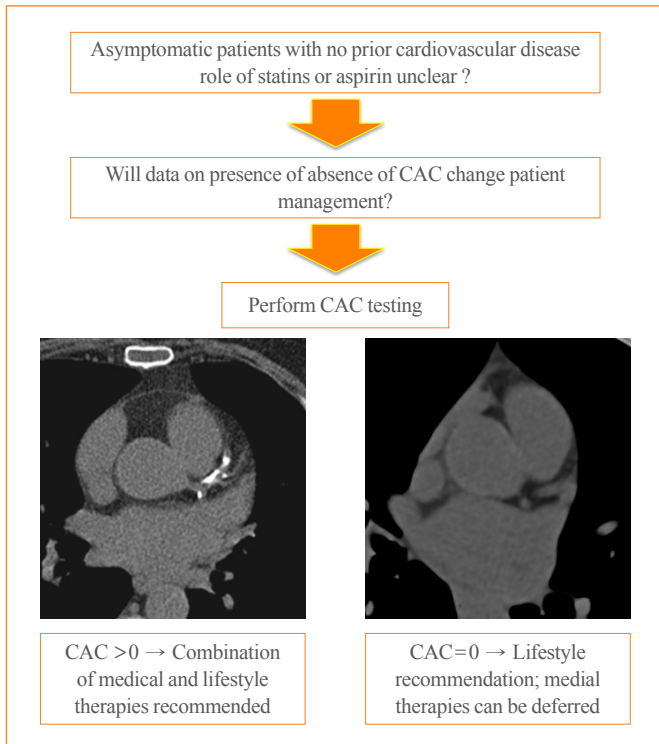 Asymptomatic patients with no prior cardiovascular disease
role of statins or aspirin unclear ?
Will data on presence of absence of CAC change patient
management?
Perform CAC testing
CAC >0 → Combination
of medical and lifestyle
therapies recommended
CAC=0 → Lifestyle
recommendation; medial
therapies can be deferred